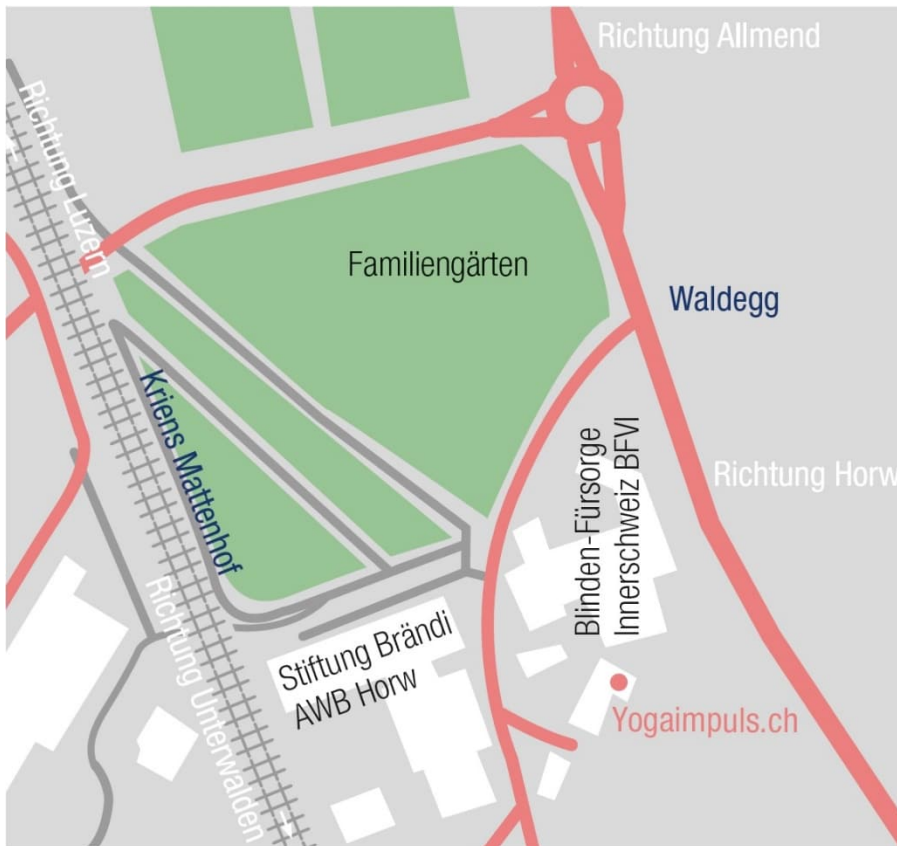 Richtung Allmend
Richtung Luzern
Familiengärten
Waldegg
Kriens Mattenhof
Richtung Horw
Blinden-Fürsorge
Innerschweiz BFVI
Richtung Unterwalden
Stiftung Brändi
AWB Horw
Yogaimpuls.ch